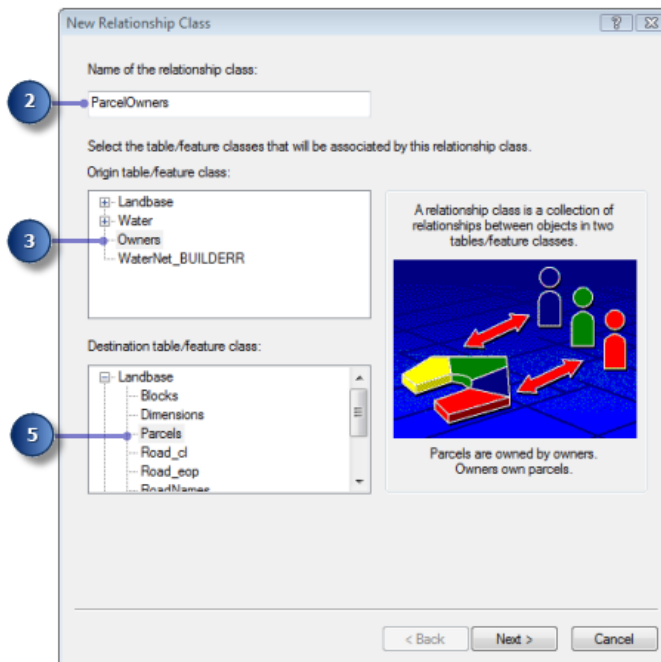 New Relationship Class
Name of the relationship class:
2
ParcelOwners
Select the table/feature classes that will be associated by this relationship class.
Origin table/feature class:
Landbase
Water
3
Owners
WaterNet_BUILDERR
A relationship class is a collection of
relationships between objects in two
tables/feature classes.
Destination table/feature class:
Landbase
Blocks
Dimensions
5
Parcels
Road_cl
Road_eop
RoadNames
Parcels are owned by owners.
Owners own parcels.
< Back
Next >
Cancel